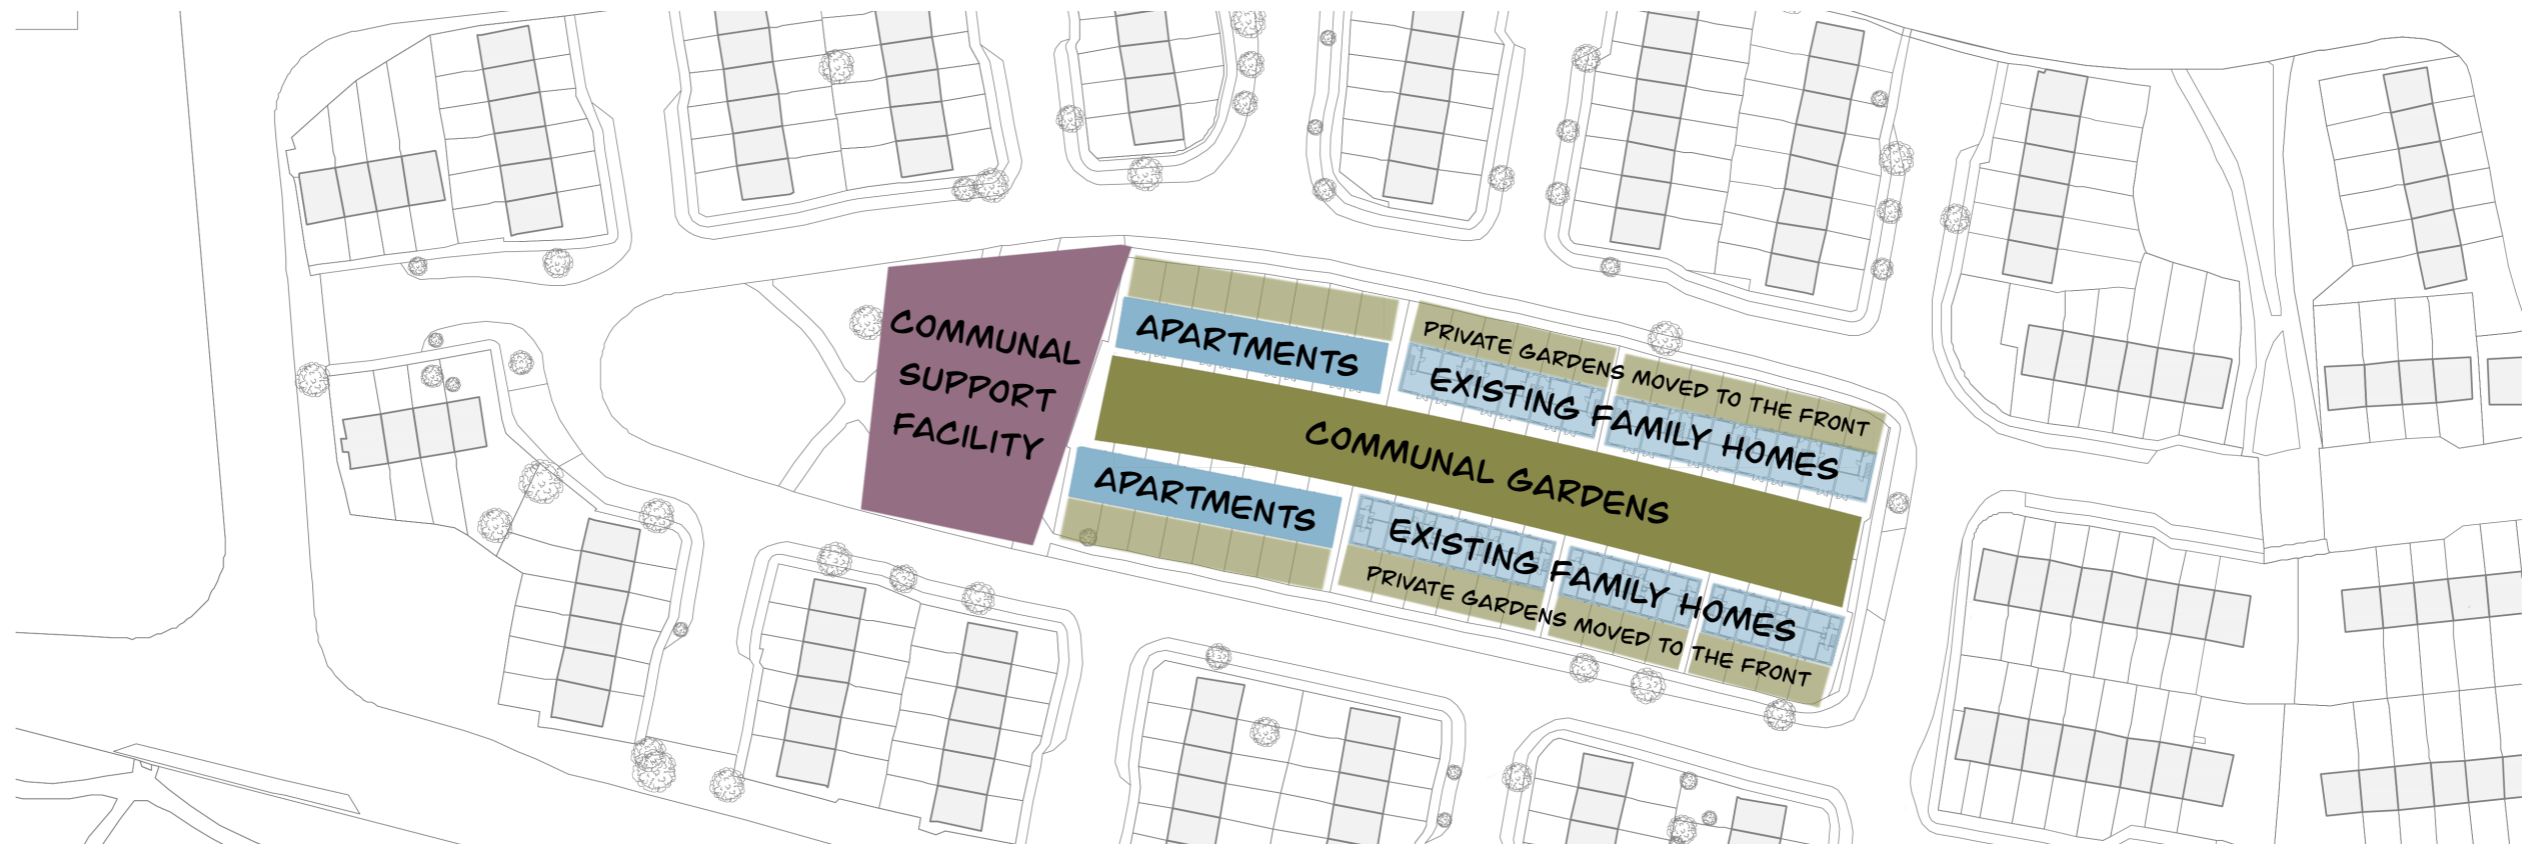 COMMUNAL
SUPPORT
FACILITY
APARTMENTS
PRIVATE GARDENS MOVED TO THE FRONT
EXISTING FAMILY HOMES
COMMUNAL GARDENS
APARTMENTS
EXISTING FAMILY HOMES
PRIVATE GARDENS MOVED TO THE FRONT